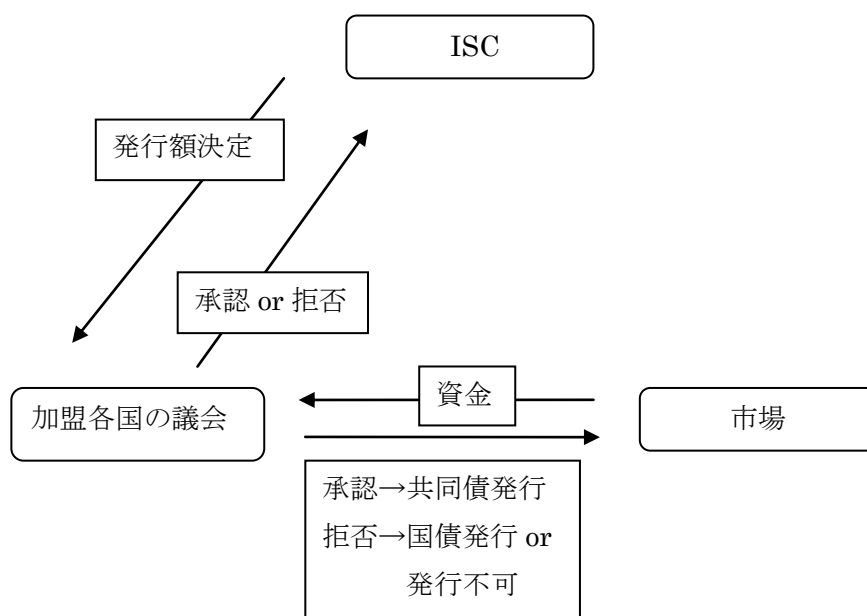 ISC
発行額決定
承認 or 拒否
資金
加盟各国の議会
市場
承認→共同債発行
拒否→国債発行 or
発行不可